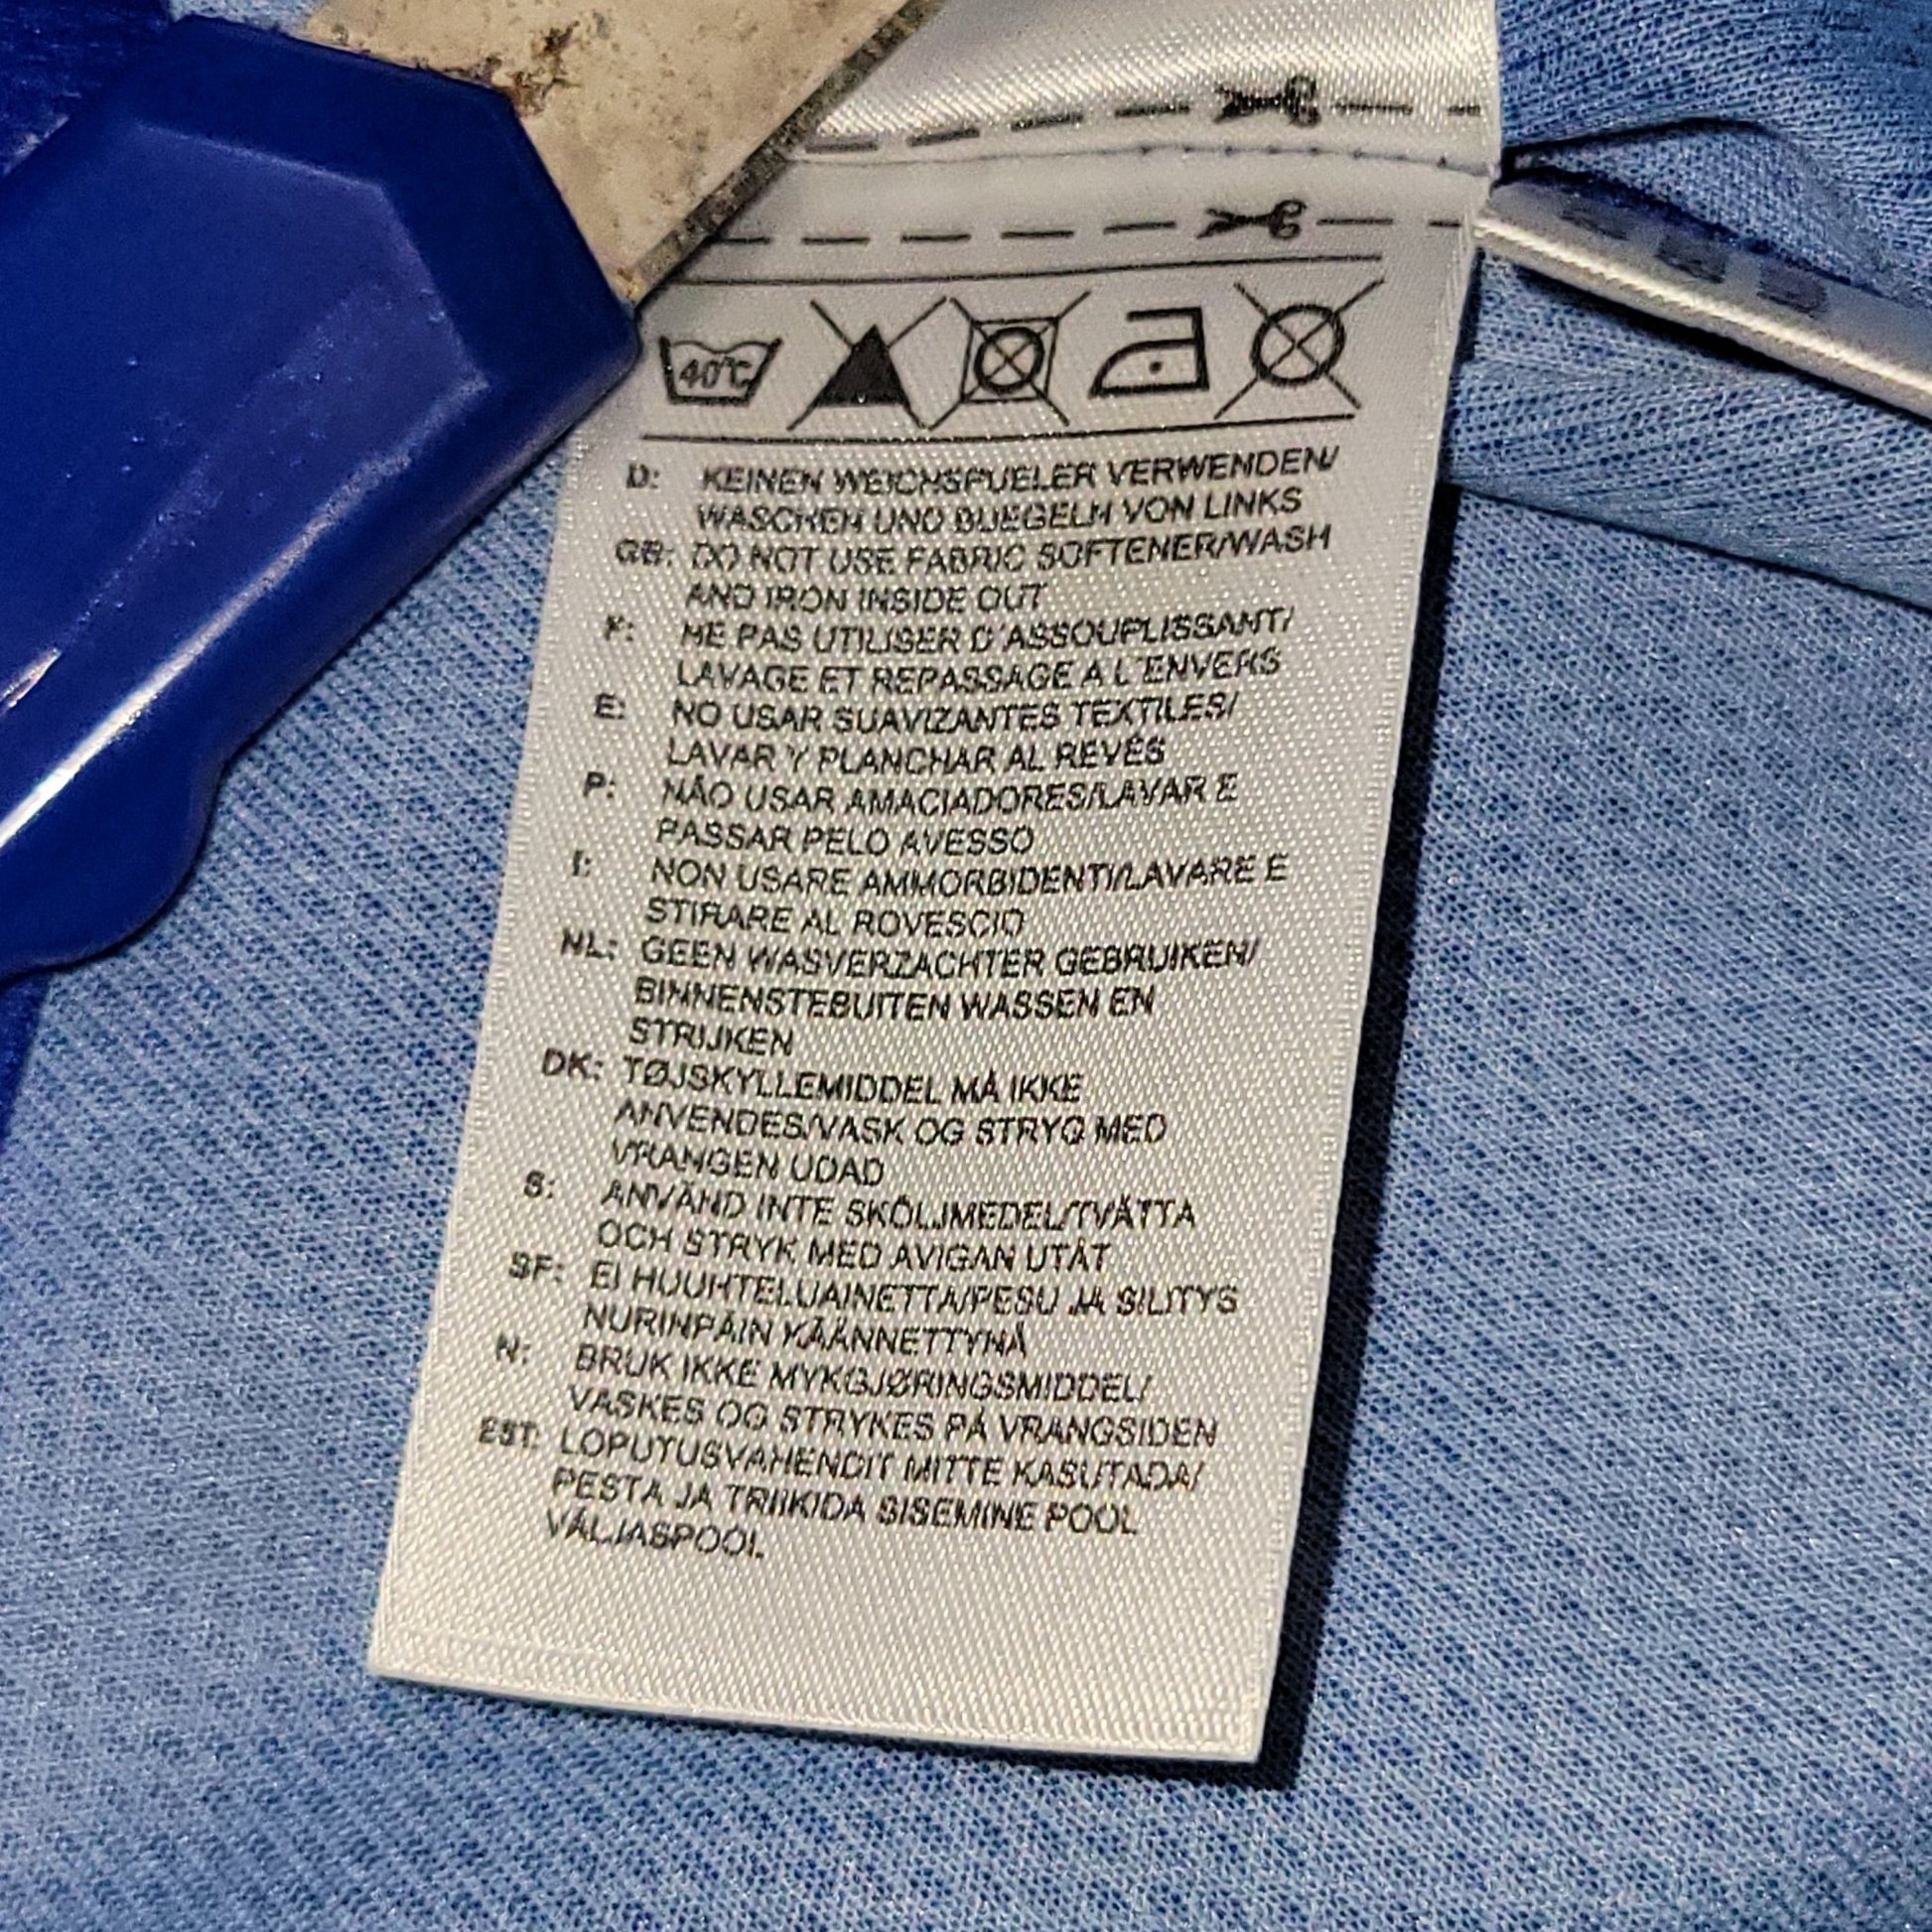 40°C
D: KEINEN WEICHSPUELER VERWENDEN/
WASCHEN UND BUEGELN VON LINKS
GB: DO NOT USE FABRIC SOFTENER/WASH
AND IRON INSIDE OUT
F: NE PAS UTILISER D'ASSOUPLISSANT/
LAVAGE ET REPASSAGE A L'ENVERS
E: NO USAR SUAVIZANTES TEXTILES/
LAVAR Y PLANCHAR AL REVÉS
P: NÃO USAR AMACIADORES/LAVAR E
PASSAR PELO AVESSO
I: NON USARE AMMORBIDENTI/LAVARE E
STIRARE AL ROVESCIO
NL: GEEN WASVERZACHTER GEBRUIKEN/
BINNENSTEBUITEN WASSEN EN
STRIJKEN
DK: TØJSKYLLEMIDDEL MÅ IKKE
ANVENDES/VASK OG STRYG MED
VRANGEN UDAD
S: ANVÄND INTE SKÖLJMEDEL/TVÄTTA
OCH STRYK MED AVIGAN UTÅT
SF: EI HUUHTELUAINETTA/PESU JA SILITYS
NURINPÄIN KÄÄNNETTYNÄ
N: BRUK IKKE MYKGJØRINGSMIDDEL/
VASKES OG STRYKES PÅ VRANGSIDEN
EST: LOPUTUSVAHENDIT MITTE KASUTADA/
PESTA JA TRIIKIDA SISEMINE POOL
VÄLJASPOOL